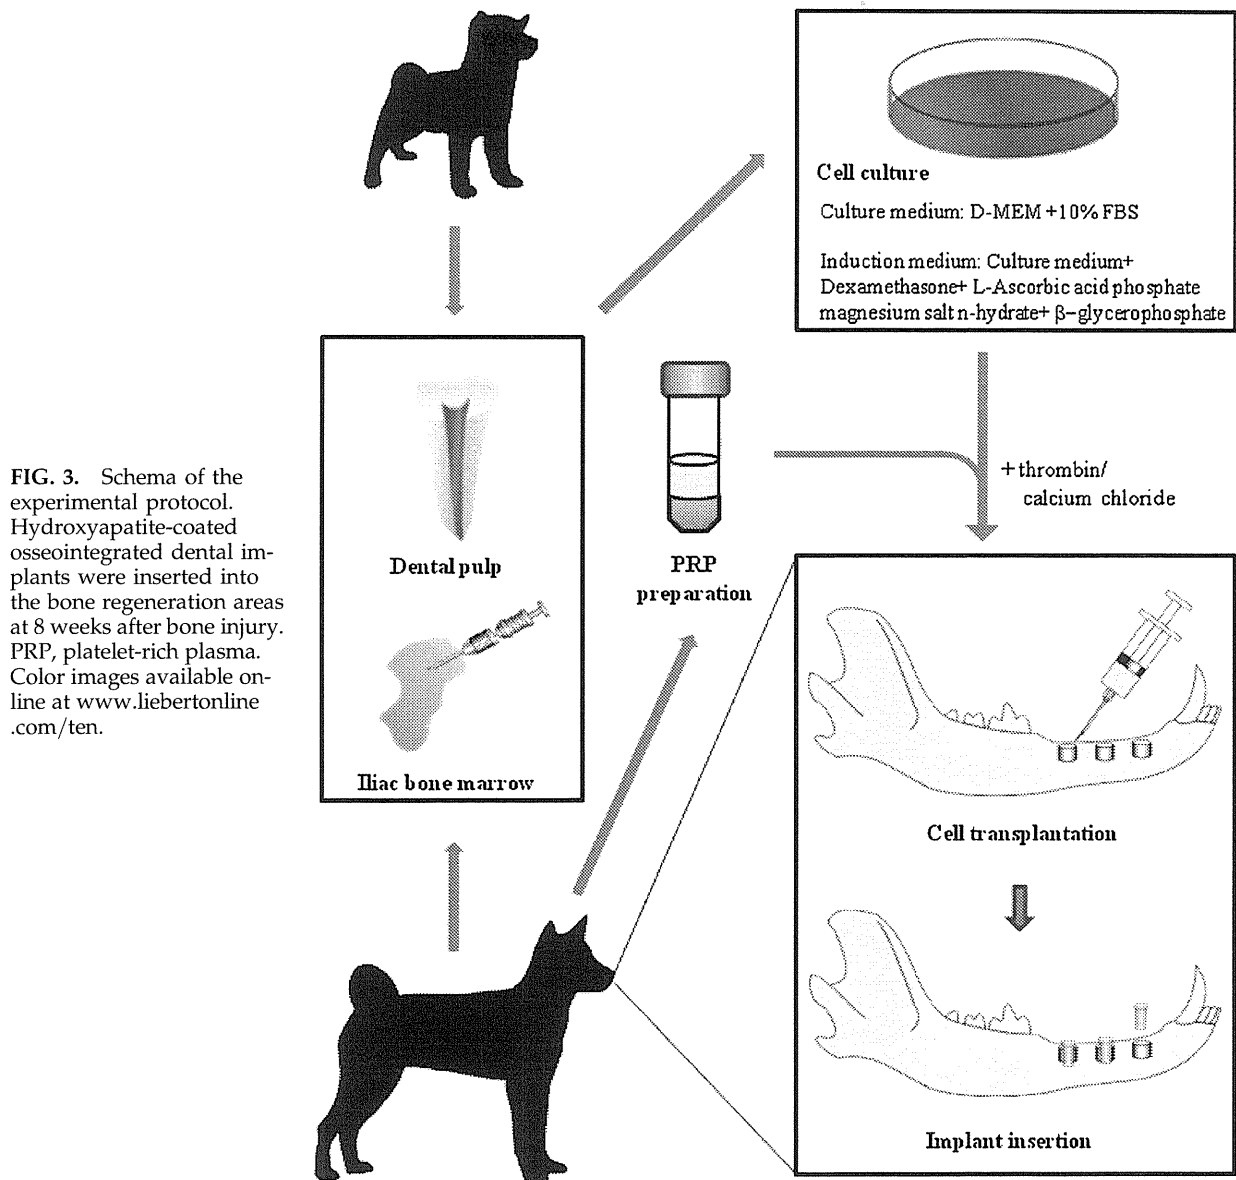 FIG. 3. Schema of the
experimental protocol.
Hydroxyapatite-coated
osseointegrated dental im-
plants were inserted into
the bone regeneration areas
at 8 weeks after bone injury.
PRP, platelet-rich plasma.
Color images available on-
line at www.liebertonline
.com/ten.
Cell culture
Culture medium: D-MEM +10% FBS
Induction medium: Culture medium+
Dexamethasone+ L-Ascorbic acid phosphate
magnesium salt n-hydrate+ β-glycerophosphate
Dental pulp
Iliac bone marrow
PRP
preparation
+thrombin/
calcium chloride
Cell transplantation
Implant insertion